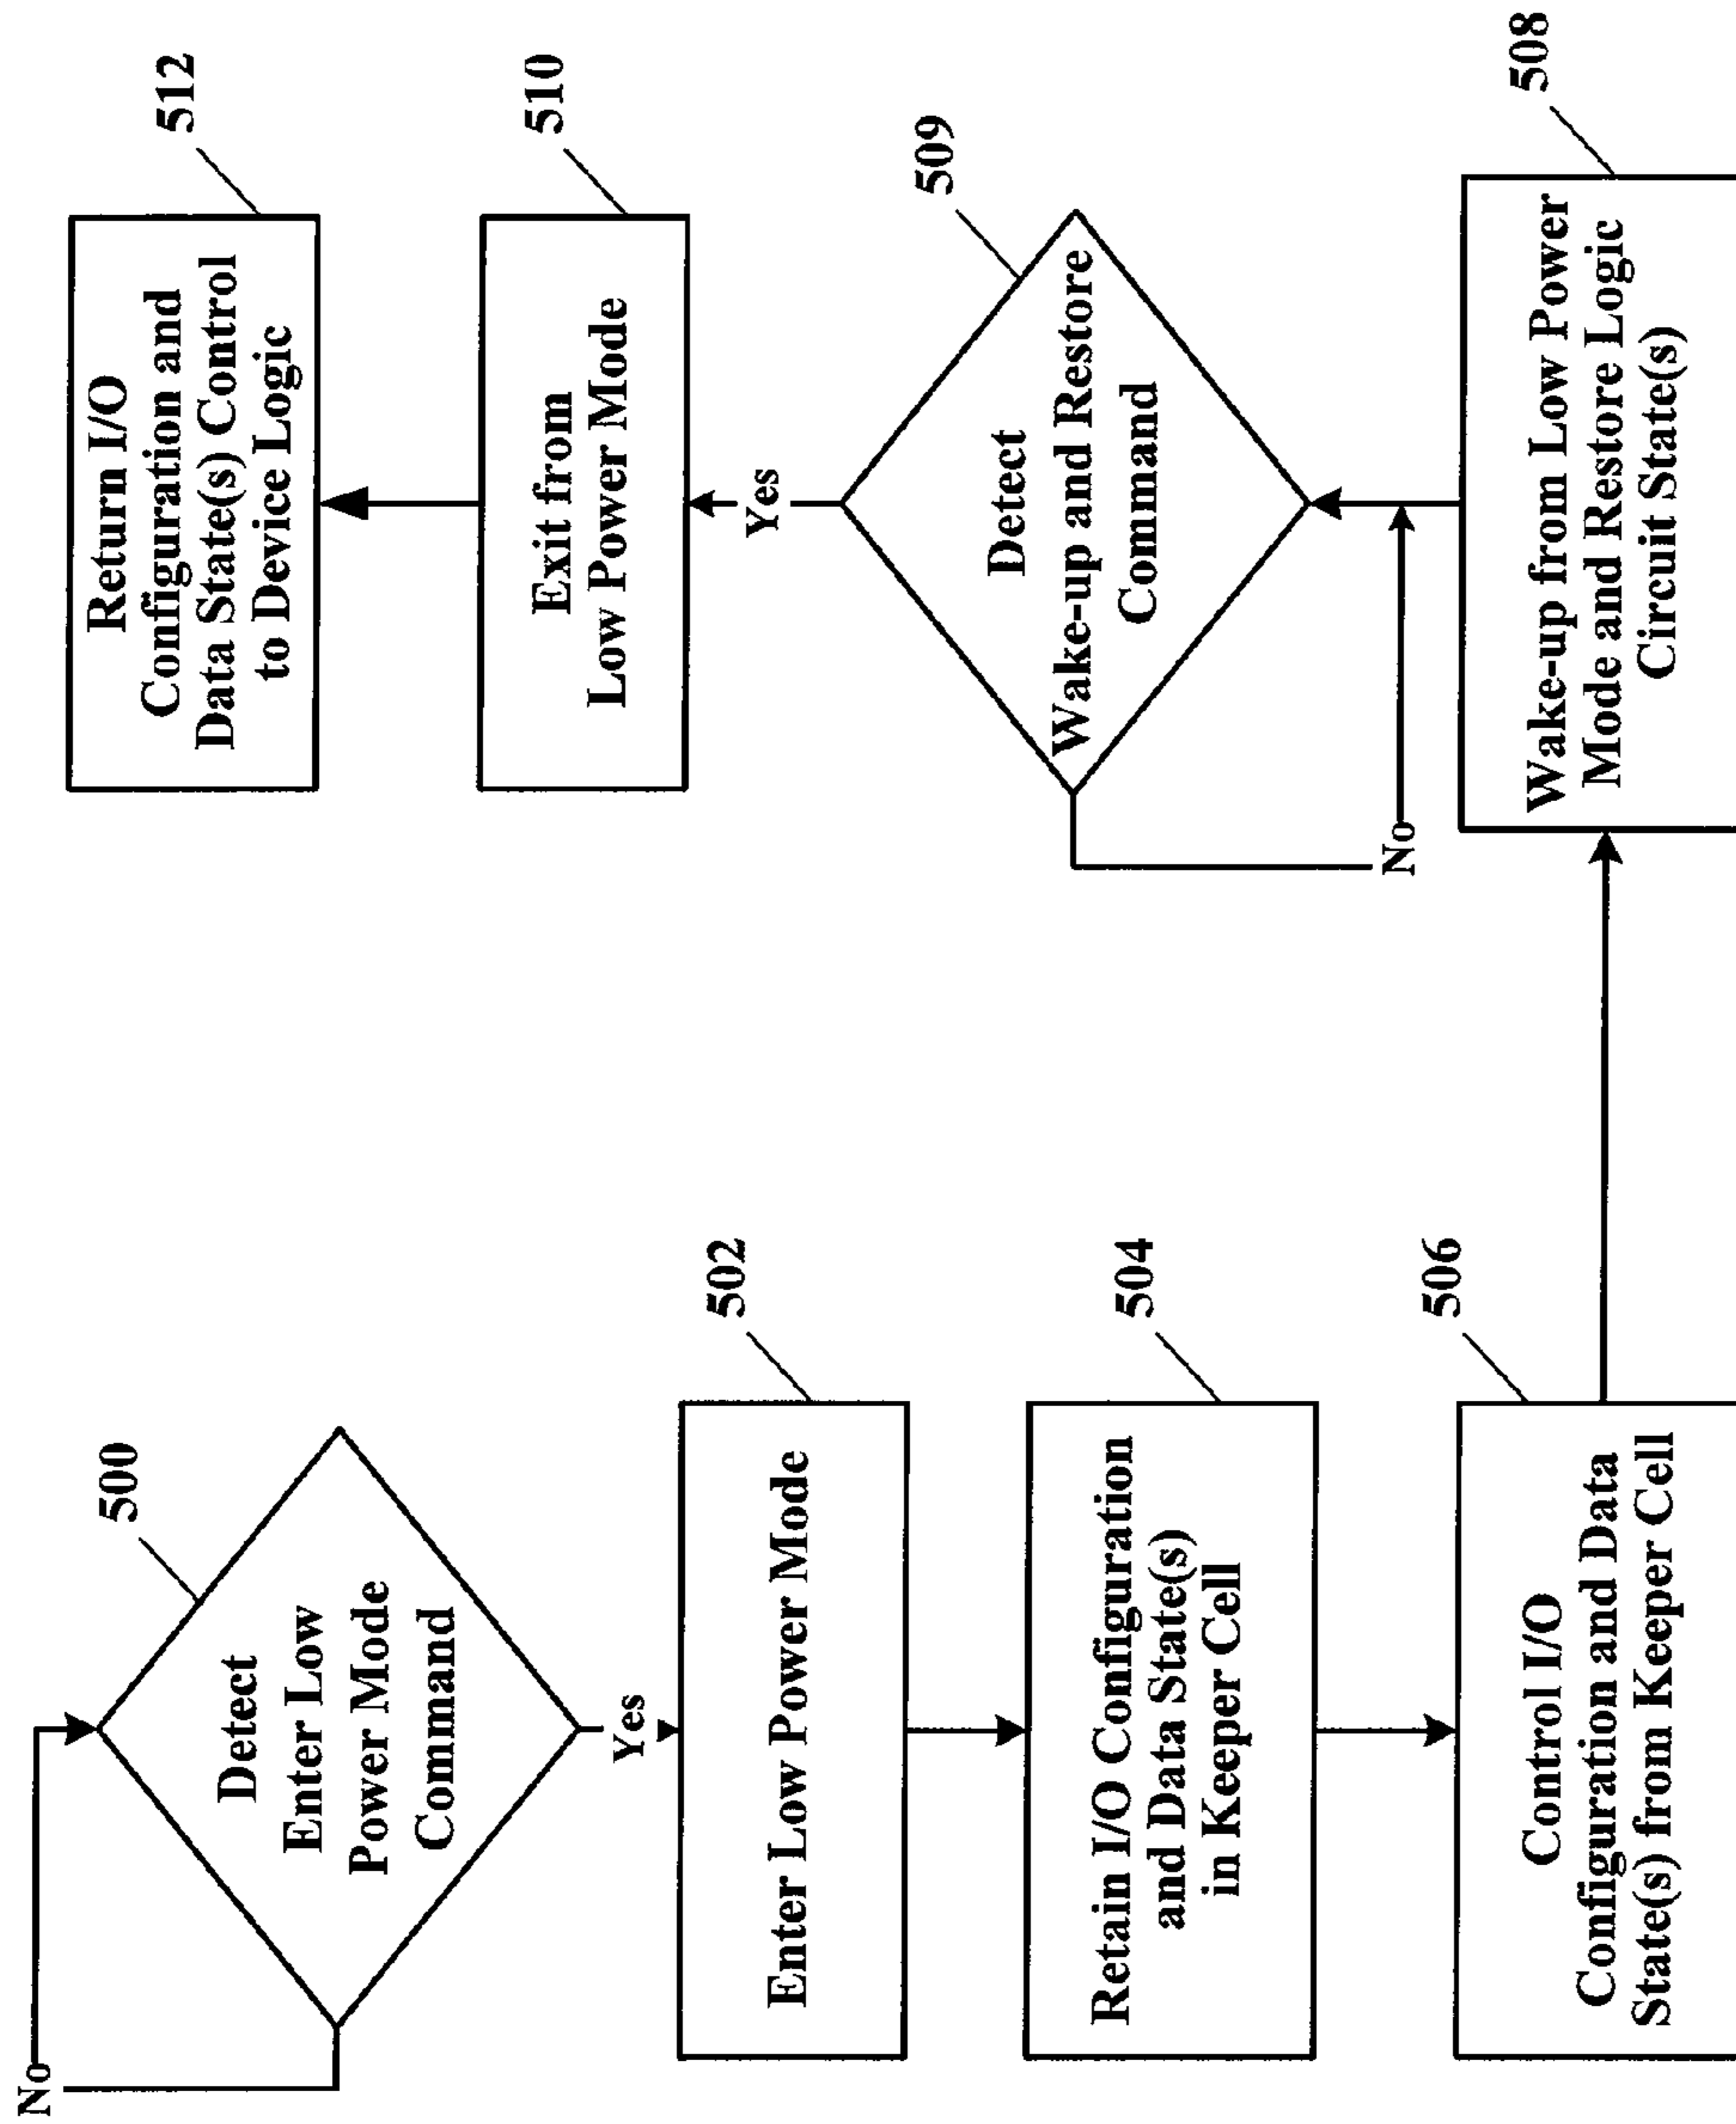 No
500
Detect
Enter Low
Power Mode
Command
Yes
502
Enter Low Power Mode
504
Retain I/O Configuration
and Data State(s)
in Keeper Cell
506
Control I/O
Configuration and Data
State(s) from Keeper Cell
508
Wake-up from Low Power
Mode and Restore Logic
Circuit State(s)
No
509
Detect
Wake-up and Restore
Command
Yes
510
Exit from
Low Power Mode
512
Return I/O
Configuration and
Data State(s) Control
to Device Logic